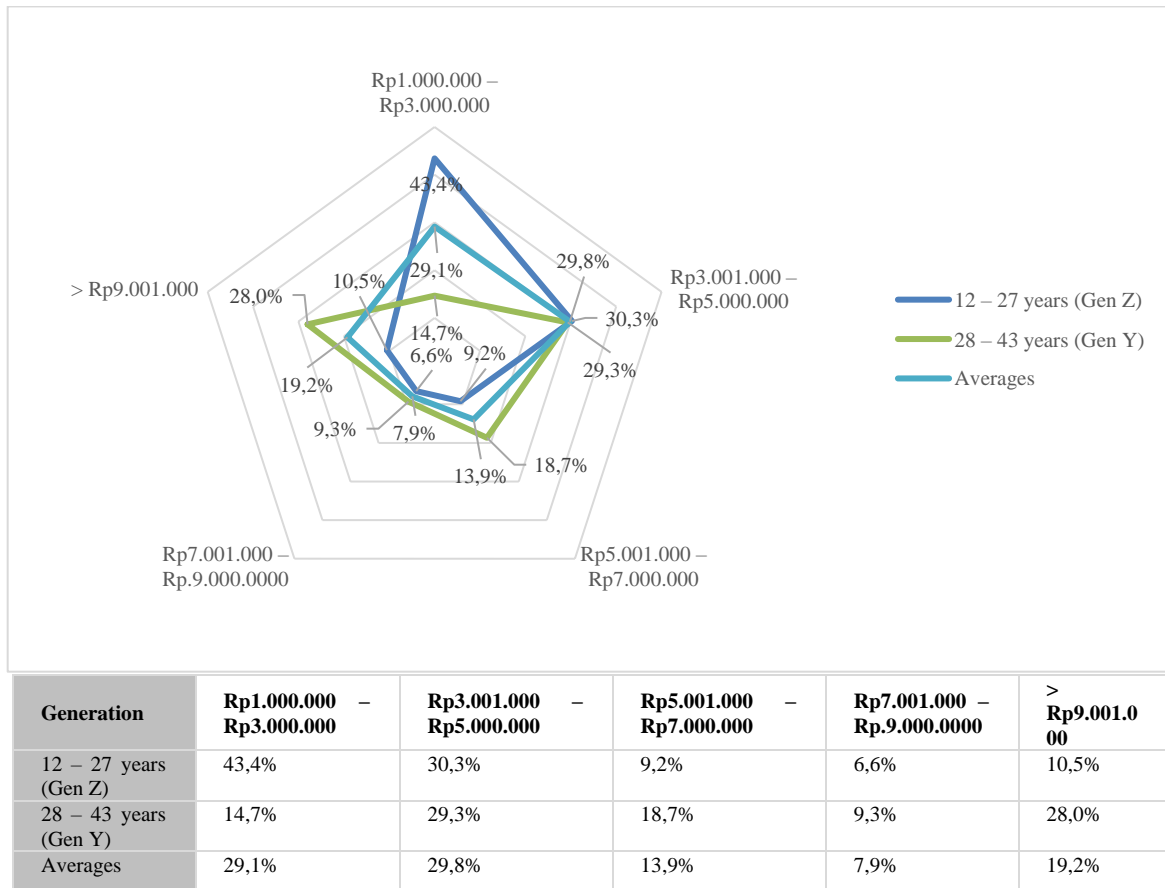 Rp1.000.000 –
Rp3.000.000
43,4%
29,8%
Rp3.001.000 –
Rp5.000.000
> Rp9.001.000
28,0%
10,5%
29,1%
30,3%
12 – 27 years (Gen Z)
28 – 43 years (Gen Y)
Averages
14,7%
6,6%
9,2%
29,3%
19,2%
9,3%
7,9%
18,7%
13,9%
Rp7.001.000 –
Rp.9.000.0000
Rp5.001.000 –
Rp7.000.000
Generation
Rp1.000.000 –
Rp3.000.000
Rp3.001.000 –
Rp5.000.000
Rp5.001.000 –
Rp7.000.000
Rp7.001.000 –
Rp.9.000.0000
>
Rp9.001.0
00
12 – 27 years
(Gen Z)
43,4%
30,3%
9,2%
6,6%
10,5%
28 – 43 years
(Gen Y)
14,7%
29,3%
18,7%
9,3%
28,0%
Averages
29,1%
29,8%
13,9%
7,9%
19,2%